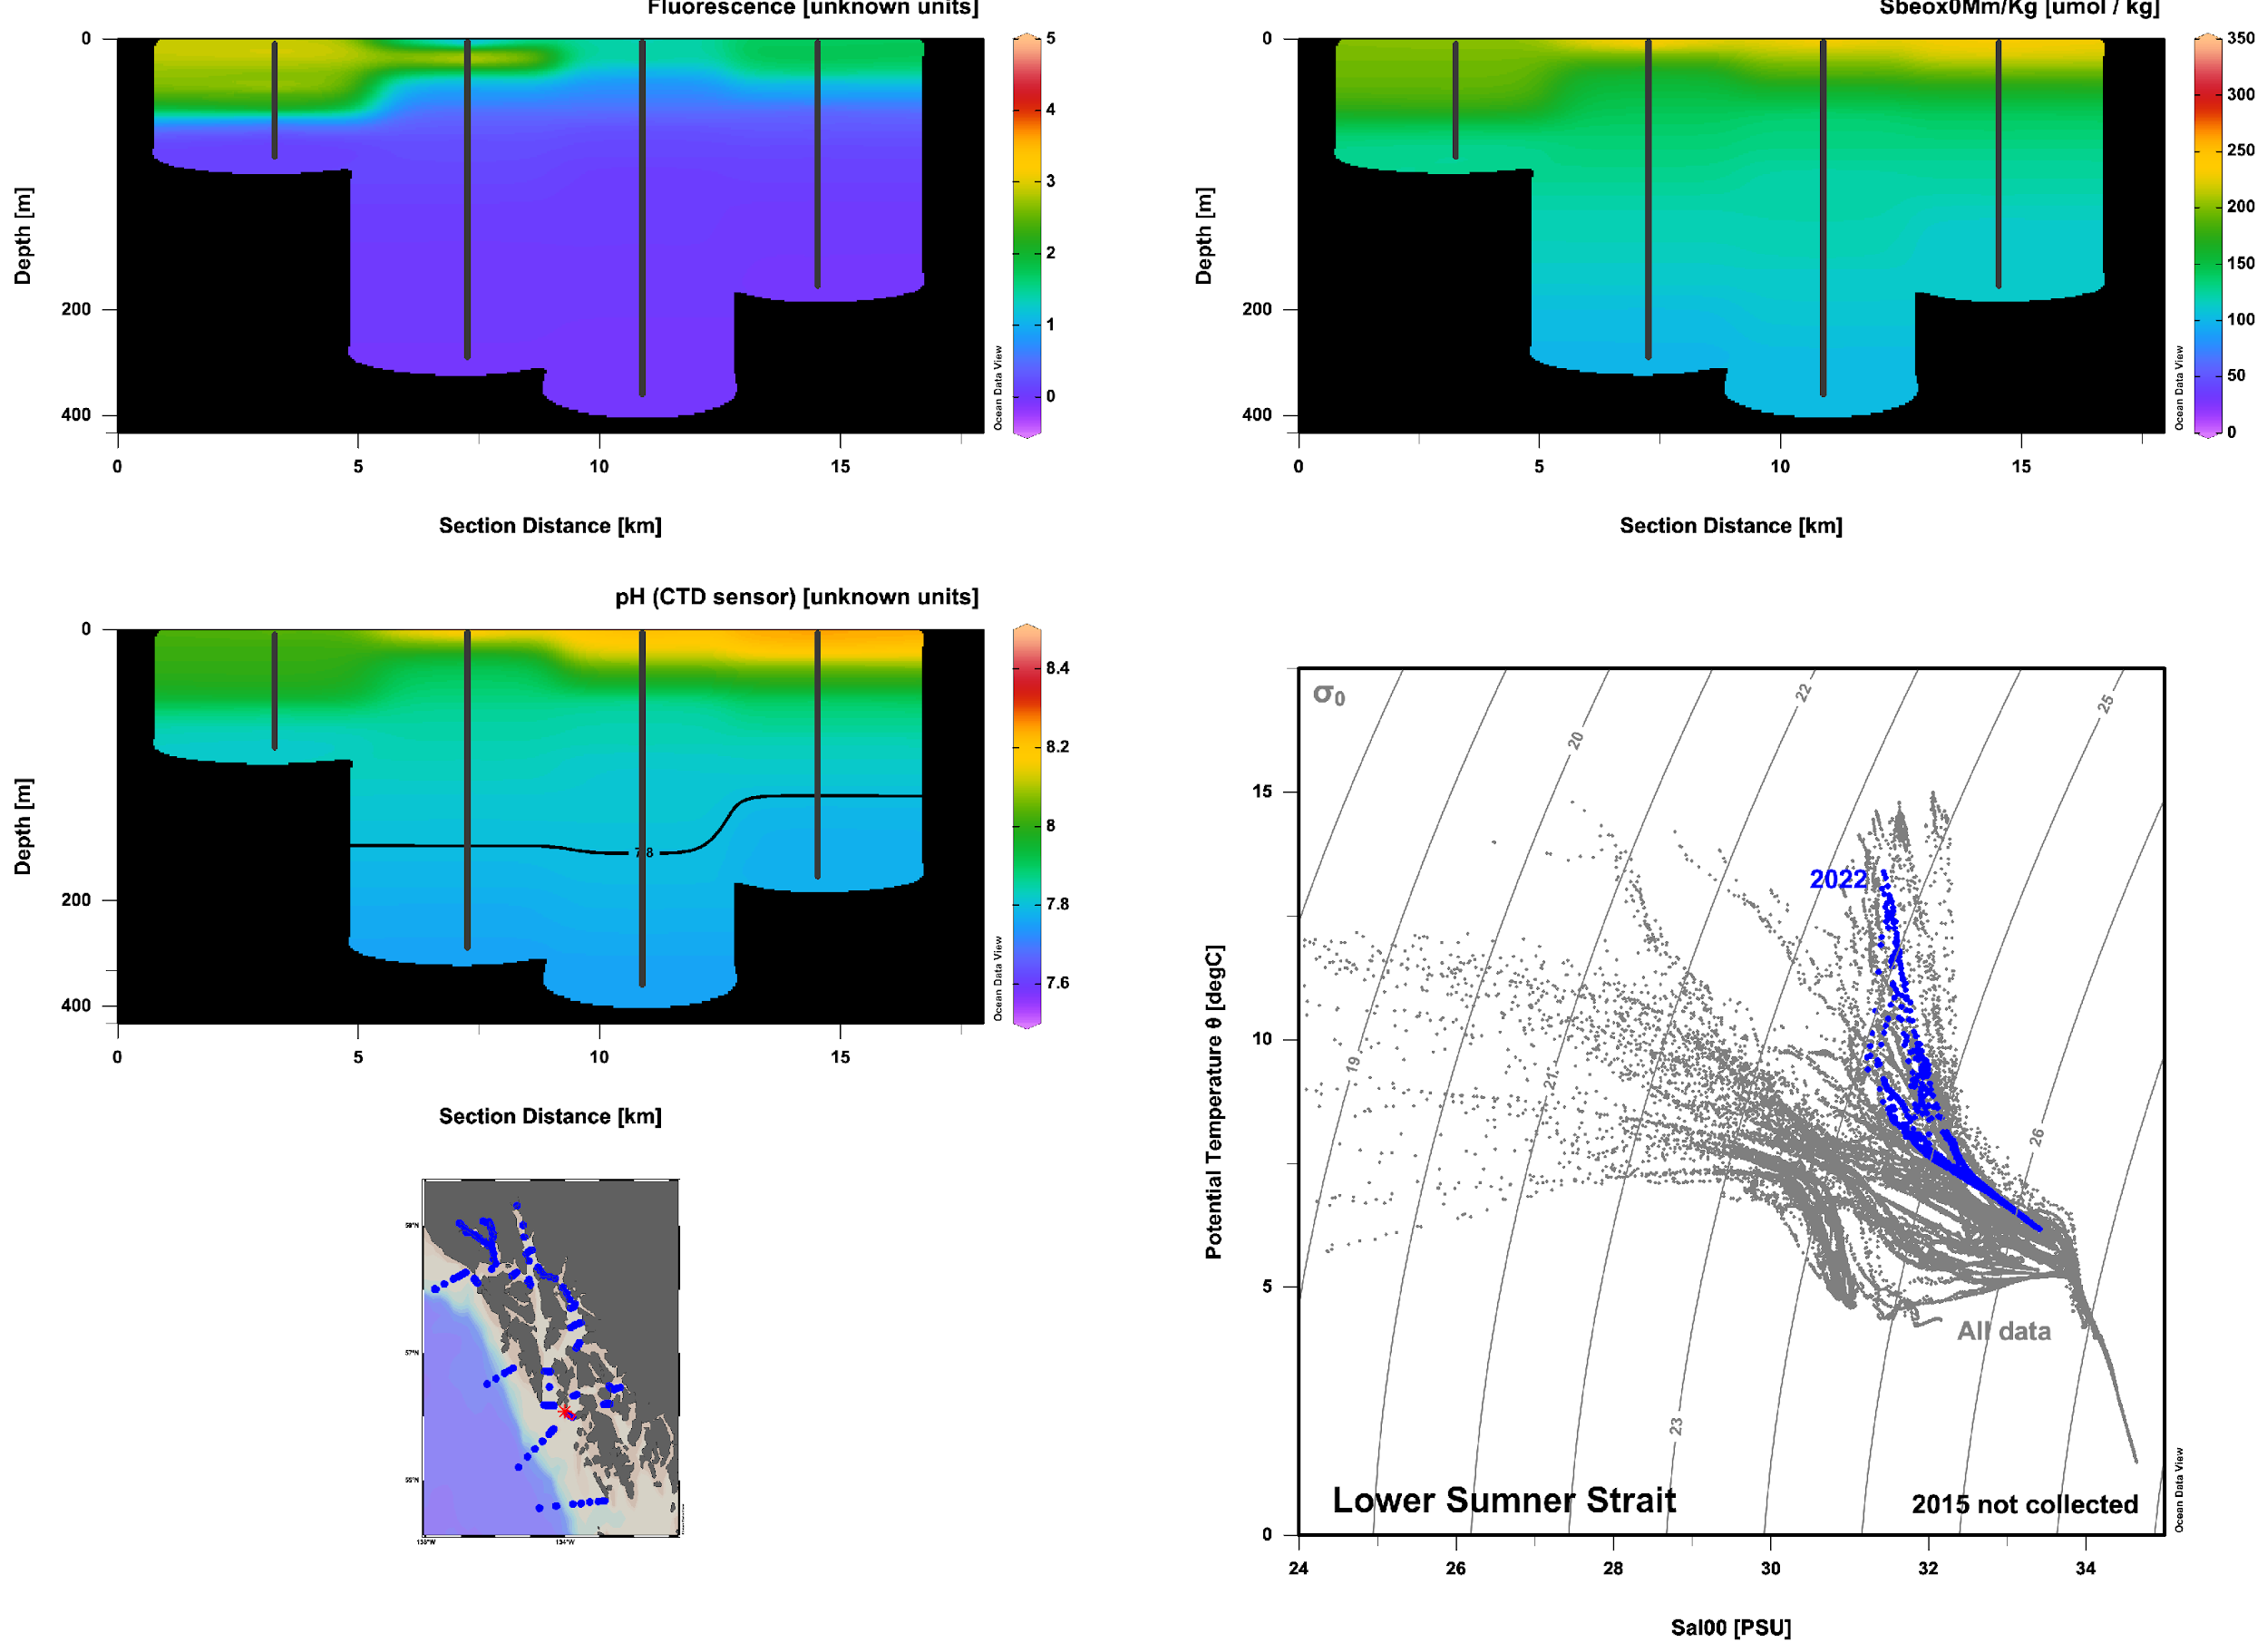 Fluorescence [unknown units]
0
200
400
Depth [m]
0
5
10
15
Section Distance [km]
5
4
3
2
1
0
Ocean Data View
Sbeox0Mm/Kg [umol / kg]
0
200
400
Depth [m]
0
5
10
15
Section Distance [km]
350
300
250
200
150
100
50
0
Ocean Data View
pH (CTD sensor) [unknown units]
0
200
400
Depth [m]
7.8
0
5
10
15
Section Distance [km]
8.4
8.2
8
7.8
7.6
Ocean Data View
σ0
19
20
21
22
23
25
26
2022
All data
Lower Sumner Strait
2015 not collected
15
10
5
0
Potential Temperature θ [degC]
24
26
28
30
32
34
Sal00 [PSU]
Ocean Data View
57°N
134°W